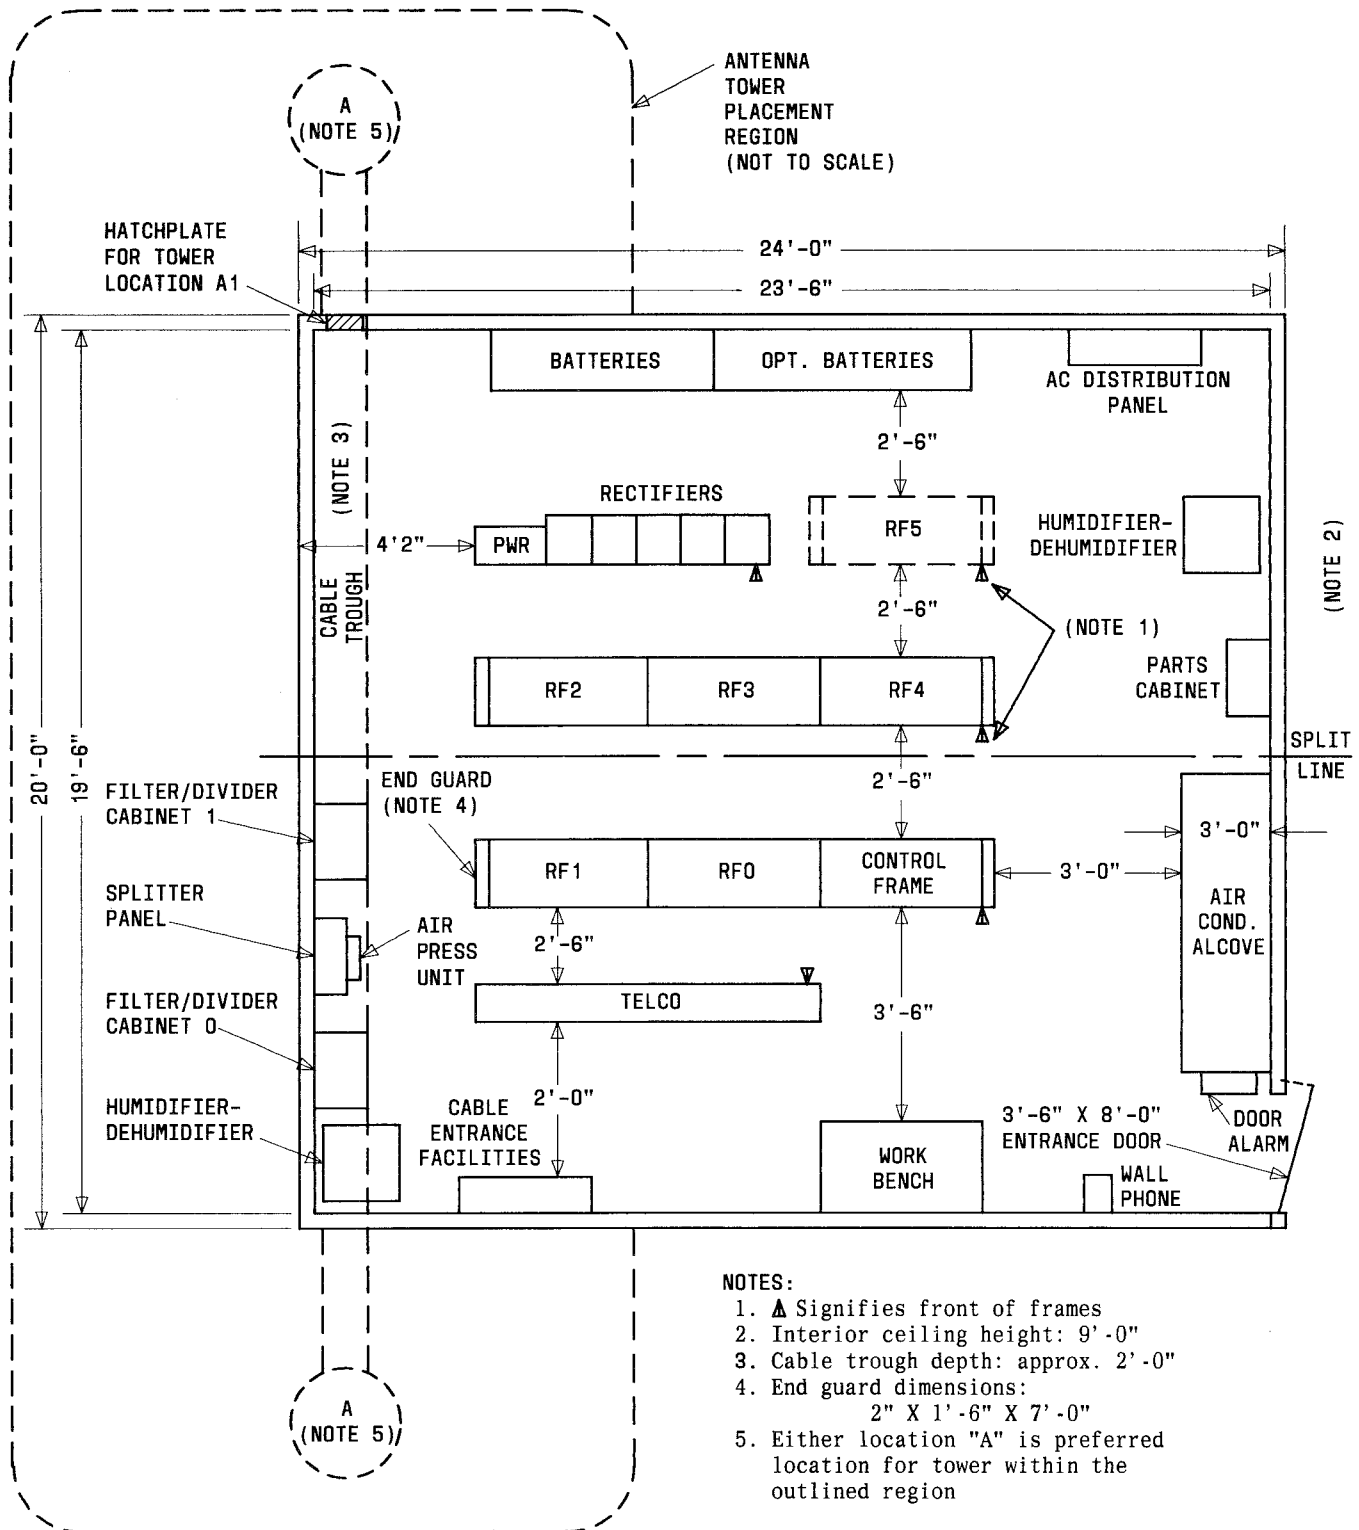 ANTENNA
TOWER
PLACEMENT
REGION
(NOT TO SCALE)
A
(NOTE 5)
HATCHPLATE
FOR TOWER
LOCATION A1
24'-0"
23'-6"
BATTERIES
OPT. BATTERIES
AC DISTRIBUTION
PANEL
2'-6"
(NOTE 3)
RECTIFIERS
RF5
HUMIDIFIER-
DEHUMIDIFIER
(NOTE 2)
4'2"
PWR
CABLE
TROUGH
2'-6"
(NOTE 1)
RF2
RF3
RF4
PARTS
CABINET
20'-0"
19'-6"
SPLIT
LINE
2'-6"
FILTER/DIVIDER
CABINET 1
END GUARD
(NOTE 4)
3'-0"
RF1
RF0
CONTROL
FRAME
3'-0"
AIR
COND.
ALCOVE
SPLITTER
PANEL
AIR
PRESS
UNIT
2'-6"
TELCO
3'-6"
FILTER/DIVIDER
CABINET 0
2'-0"
HUMIDIFIER-
DEHUMIDIFIER
CABLE
ENTRANCE
FACILITIES
3'-6" X 8'-0"
ENTRANCE DOOR
DOOR
ALARM
WORK
BENCH
WALL
PHONE
A
(NOTE 5)
NOTES:
1. Signifies front of frames
2. Interior ceiling height: 9'-0"
3. Cable trough depth: approx. 2'-0"
4. End guard dimensions:
2" X 1'-6" X 7'-0"
5. Either location "A" is preferred
location for tower within the
outlined region